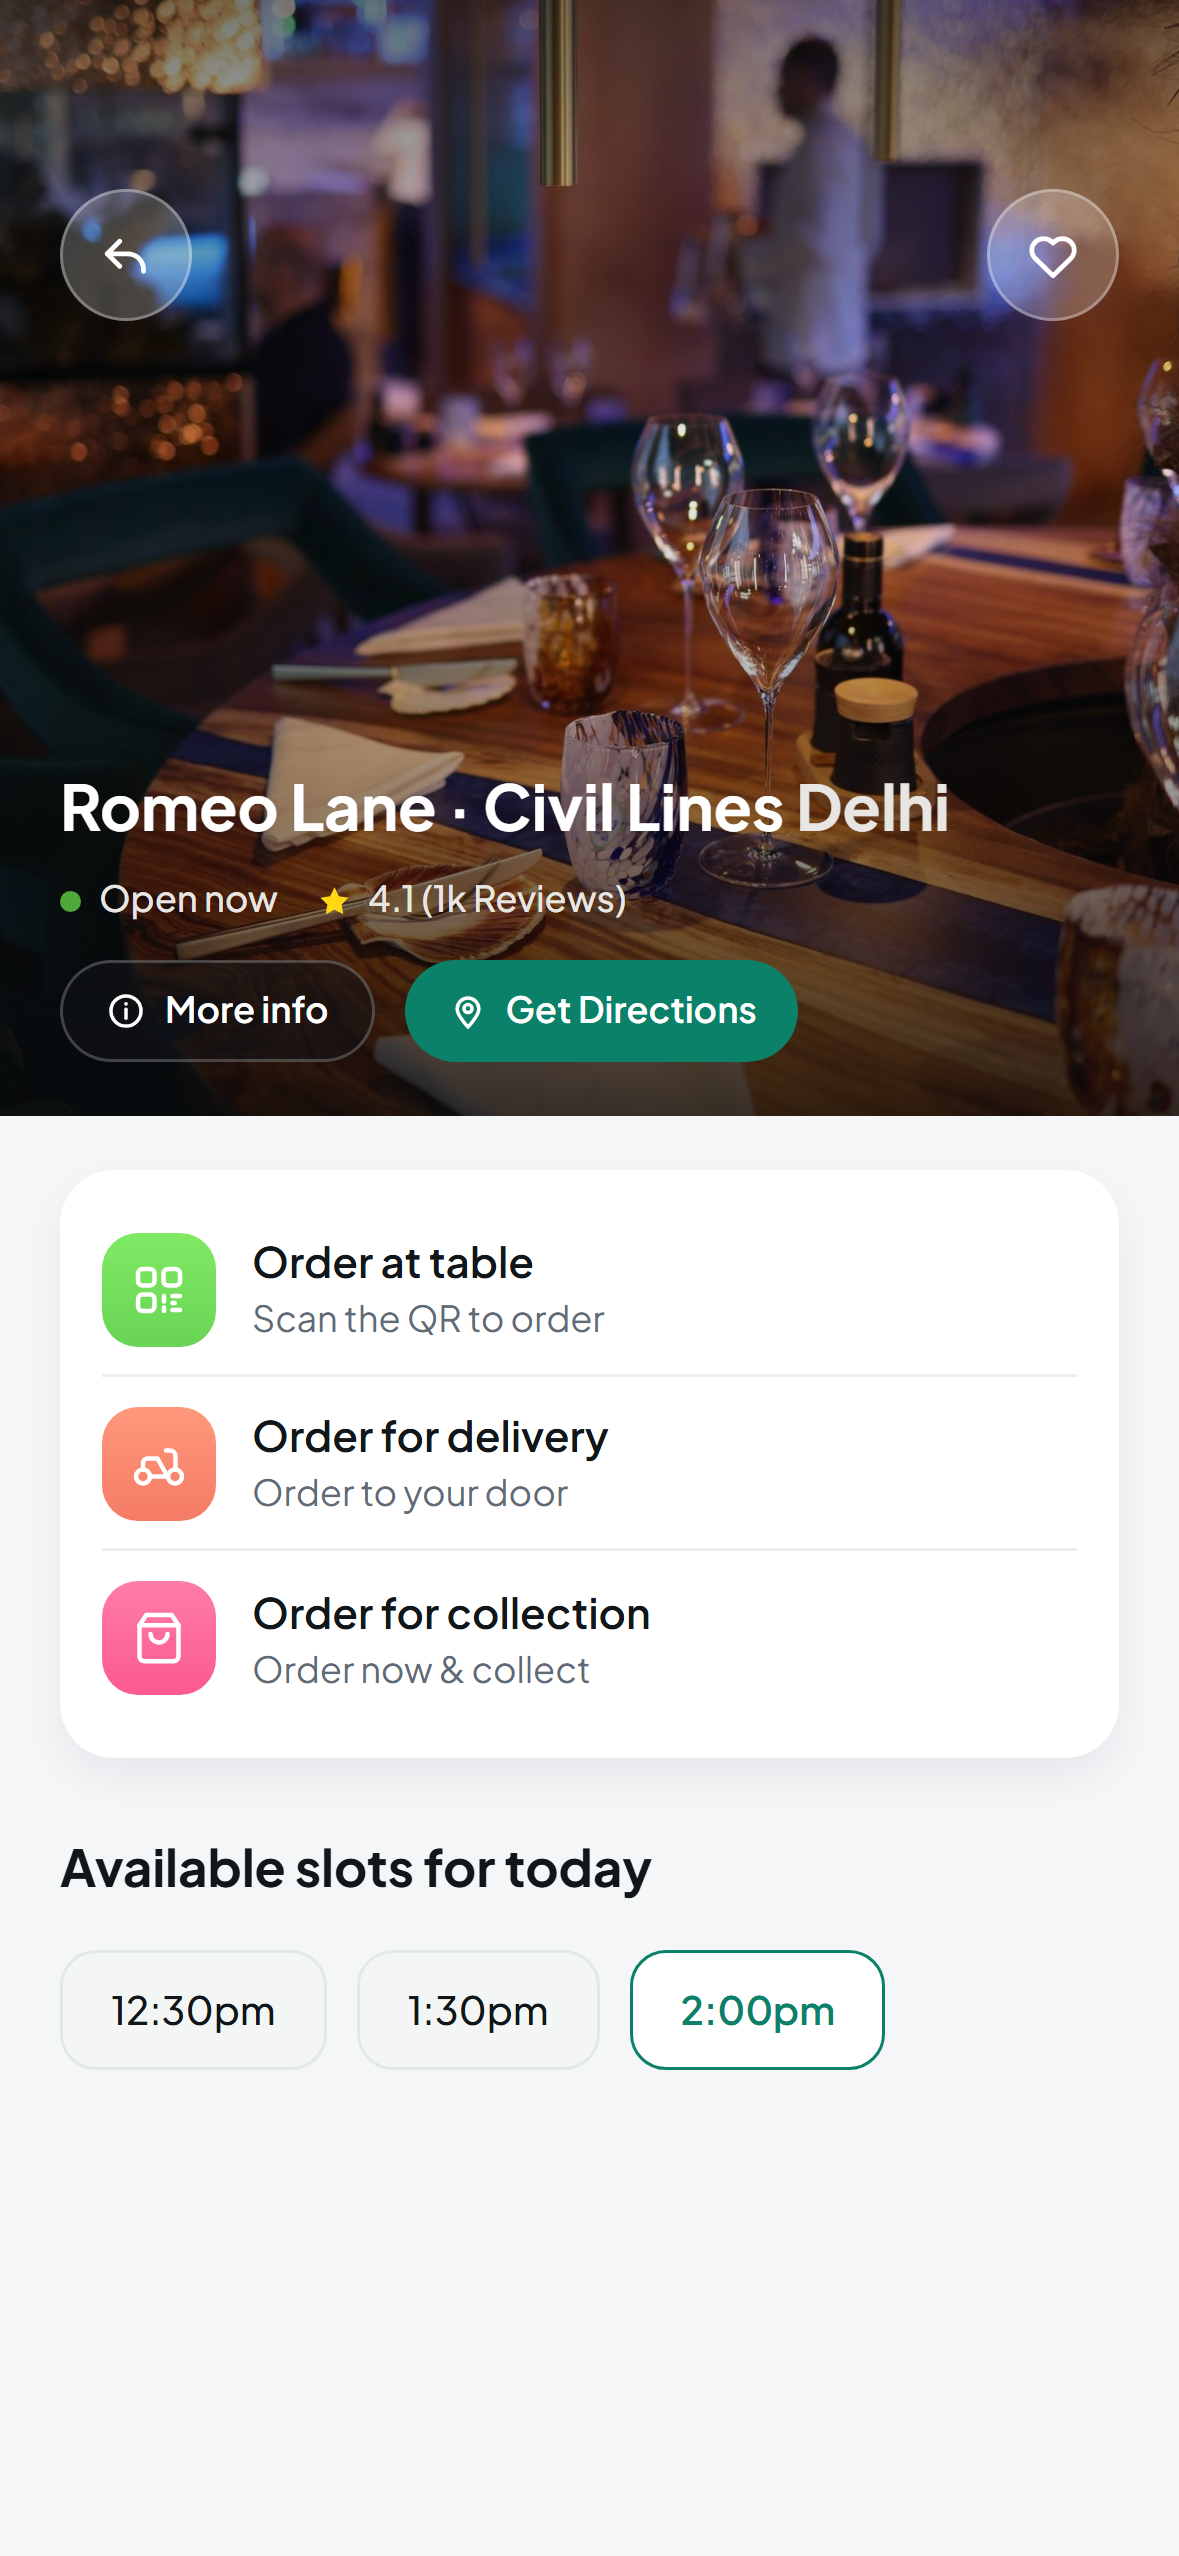 Romeo Lane · Civil Lines Delhi
Open now 4.1 (1k Reviews)
More info Get Directions
Order at table
Scan the QR to order
Order for delivery
Order to your door
Order for collection
Order now & collect
Available slots for today
12:30pm 1:30pm 2:00pm